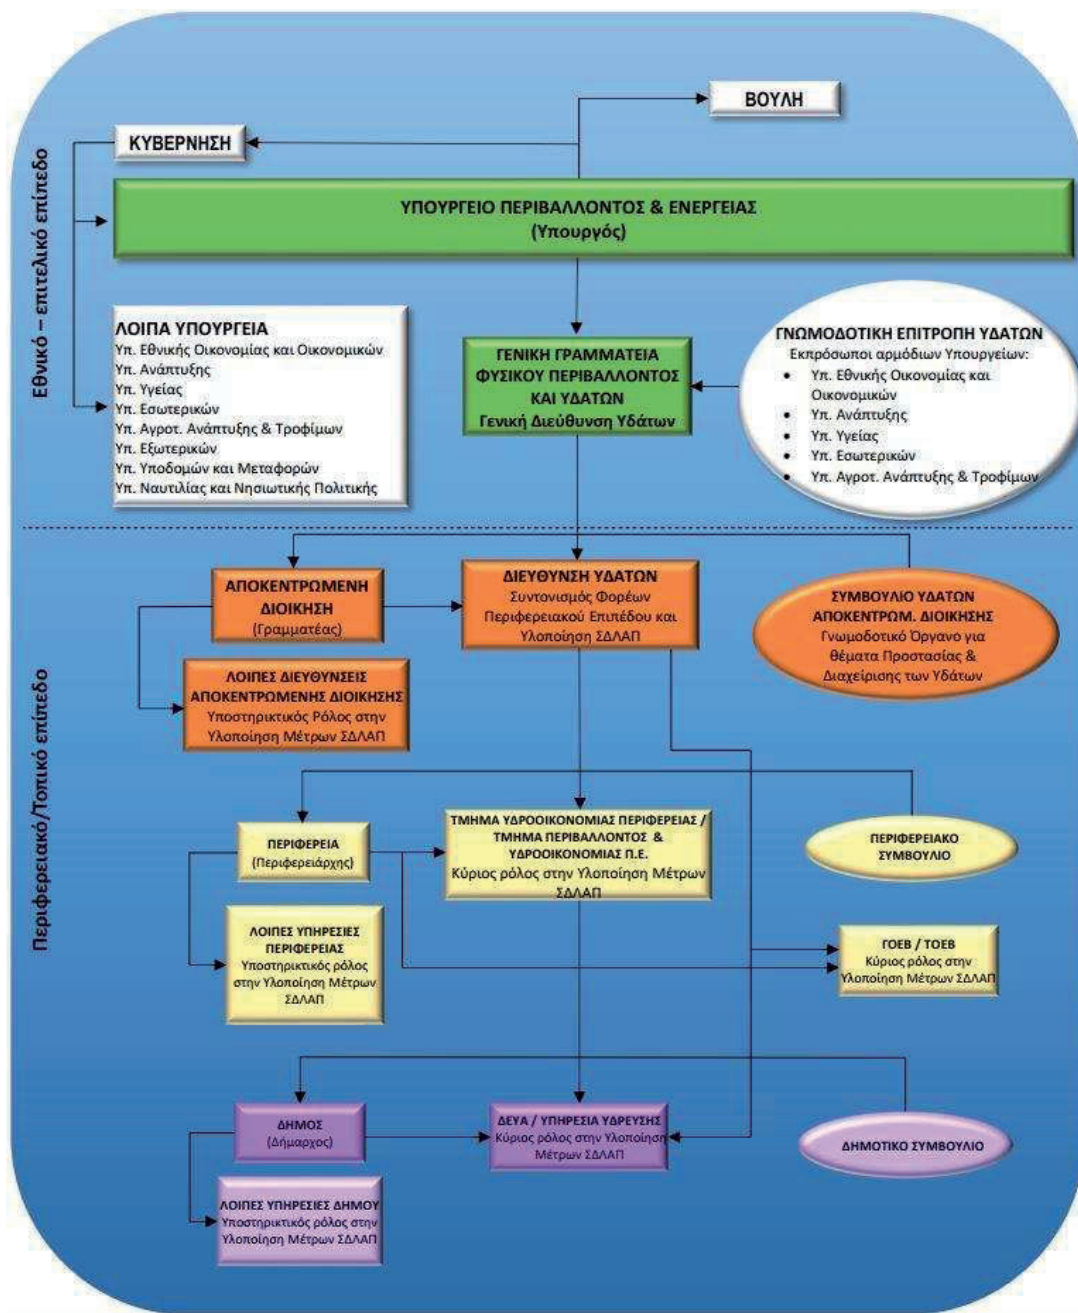 ΒΟΥΛΗ
ΚΥΒΕΡΝΗΣΗ
Εθνικό – επιτελικό επίπεδο
ΥΠΟΥΡΓΕΙΟ ΠΕΡΙΒΑΛΛΟΝΤΟΣ & ΕΝΕΡΓΕΙΑΣ
(Υπουργός)
ΛΟΙΠΑ ΥΠΟΥΡΓΕΙΑ
Υπ. Εθνικής Οικονομίας και Οικονομικών
Υπ. Ανάπτυξης
Υπ. Υγείας
Υπ. Εσωτερικών
Υπ. Αγροτ. Ανάπτυξης & Τροφίμων
Υπ. Εξωτερικών
Υπ. Υποδομών και Μεταφορών
Υπ. Ναυτιλίας και Νησιωτικής Πολιτικής
ΓΕΝΙΚΗ ΓΡΑΜΜΑΤΕΙΑ
ΦΥΣΙΚΟΥ ΠΕΡΙΒΑΛΛΟΝΤΟΣ
ΚΑΙ ΥΔΑΤΩΝ
Γενική Διεύθυνση Υδάτων
ΓΝΩΜΟΔΟΤΙΚΗ ΕΠΙΤΡΟΠΗ ΥΔΑΤΩΝ
Εκπρόσωποι αρμόδιων Υπουργείων:
• Υπ. Εθνικής Οικονομίας και
Οικονομικών
• Υπ. Ανάπτυξης
• Υπ. Υγείας
• Υπ. Εσωτερικών
• Υπ. Αγροτ. Ανάπτυξης & Τροφίμων
Περιφερειακό/Τοπικό επίπεδο
ΑΠΟΚΕΝΤΡΩΜΕΝΗ
ΔΙΟΙΚΗΣΗ
(Γραμματέας)
ΔΙΕΥΘΥΝΣΗ ΥΔΑΤΩΝ
Συντονισμός Φορέων
Περιφερειακού Επιπέδου και
Υλοποίηση ΣΔΛΑΠ
ΣΥΜΒΟΥΛΙΟ ΥΔΑΤΩΝ
ΑΠΟΚΕΝΤΡΩΜ. ΔΙΟΙΚΗΣΗΣ
Γνωμοδοτικό Όργανο για
θέματα Προστασίας &
Διαχείρισης των Υδάτων
ΛΟΙΠΕΣ ΔΙΕΥΘΥΝΣΕΙΣ
ΑΠΟΚΕΝΤΡΩΜΕΝΗΣ ΔΙΟΙΚΗΣΗΣ
Υποστηρικτικός Ρόλος στην
Υλοποίηση Μέτρων ΣΔΛΑΠ
ΠΕΡΙΦΕΡΕΙΑ
(Περιφερειάρχης)
ΤΜΗΜΑ ΥΔΡΟΟΙΚΟΝΟΜΙΑΣ ΠΕΡΙΦΕΡΕΙΑΣ /
ΤΜΗΜΑ ΠΕΡΙΒΑΛΛΟΝΤΟΣ &
ΥΔΡΟΟΙΚΟΝΟΜΙΑΣ Π.Ε.
Κύριος ρόλος στην Υλοποίηση Μέτρων
ΣΔΛΑΠ
ΠΕΡΙΦΕΡΕΙΑΚΟ
ΣΥΜΒΟΥΛΙΟ
ΛΟΙΠΕΣ ΥΠΗΡΕΣΙΕΣ
ΠΕΡΙΦΕΡΕΙΑΣ
Υποστηρικτικός ρόλος
στην Υλοποίηση Μέτρων
ΣΔΛΑΠ
ΓΟΕΒ / ΤΟΕΒ
Κύριος ρόλος στην
Υλοποίηση Μέτρων ΣΔΛΑΠ
ΔΗΜΟΣ
(Δήμαρχος)
ΔΕΥΑ / ΥΠΗΡΕΣΙΑ ΥΔΡΕΥΣΗΣ
Κύριος ρόλος στην Υλοποίηση
Μέτρων ΣΔΛΑΠ
ΔΗΜΟΤΙΚΟ ΣΥΜΒΟΥΛΙΟ
ΛΟΙΠΕΣ ΥΠΗΡΕΣΙΕΣ ΔΗΜΟΥ
Υποστηρικτικός ρόλος στην
Υλοποίηση Μέτρων ΣΔΛΑΠ